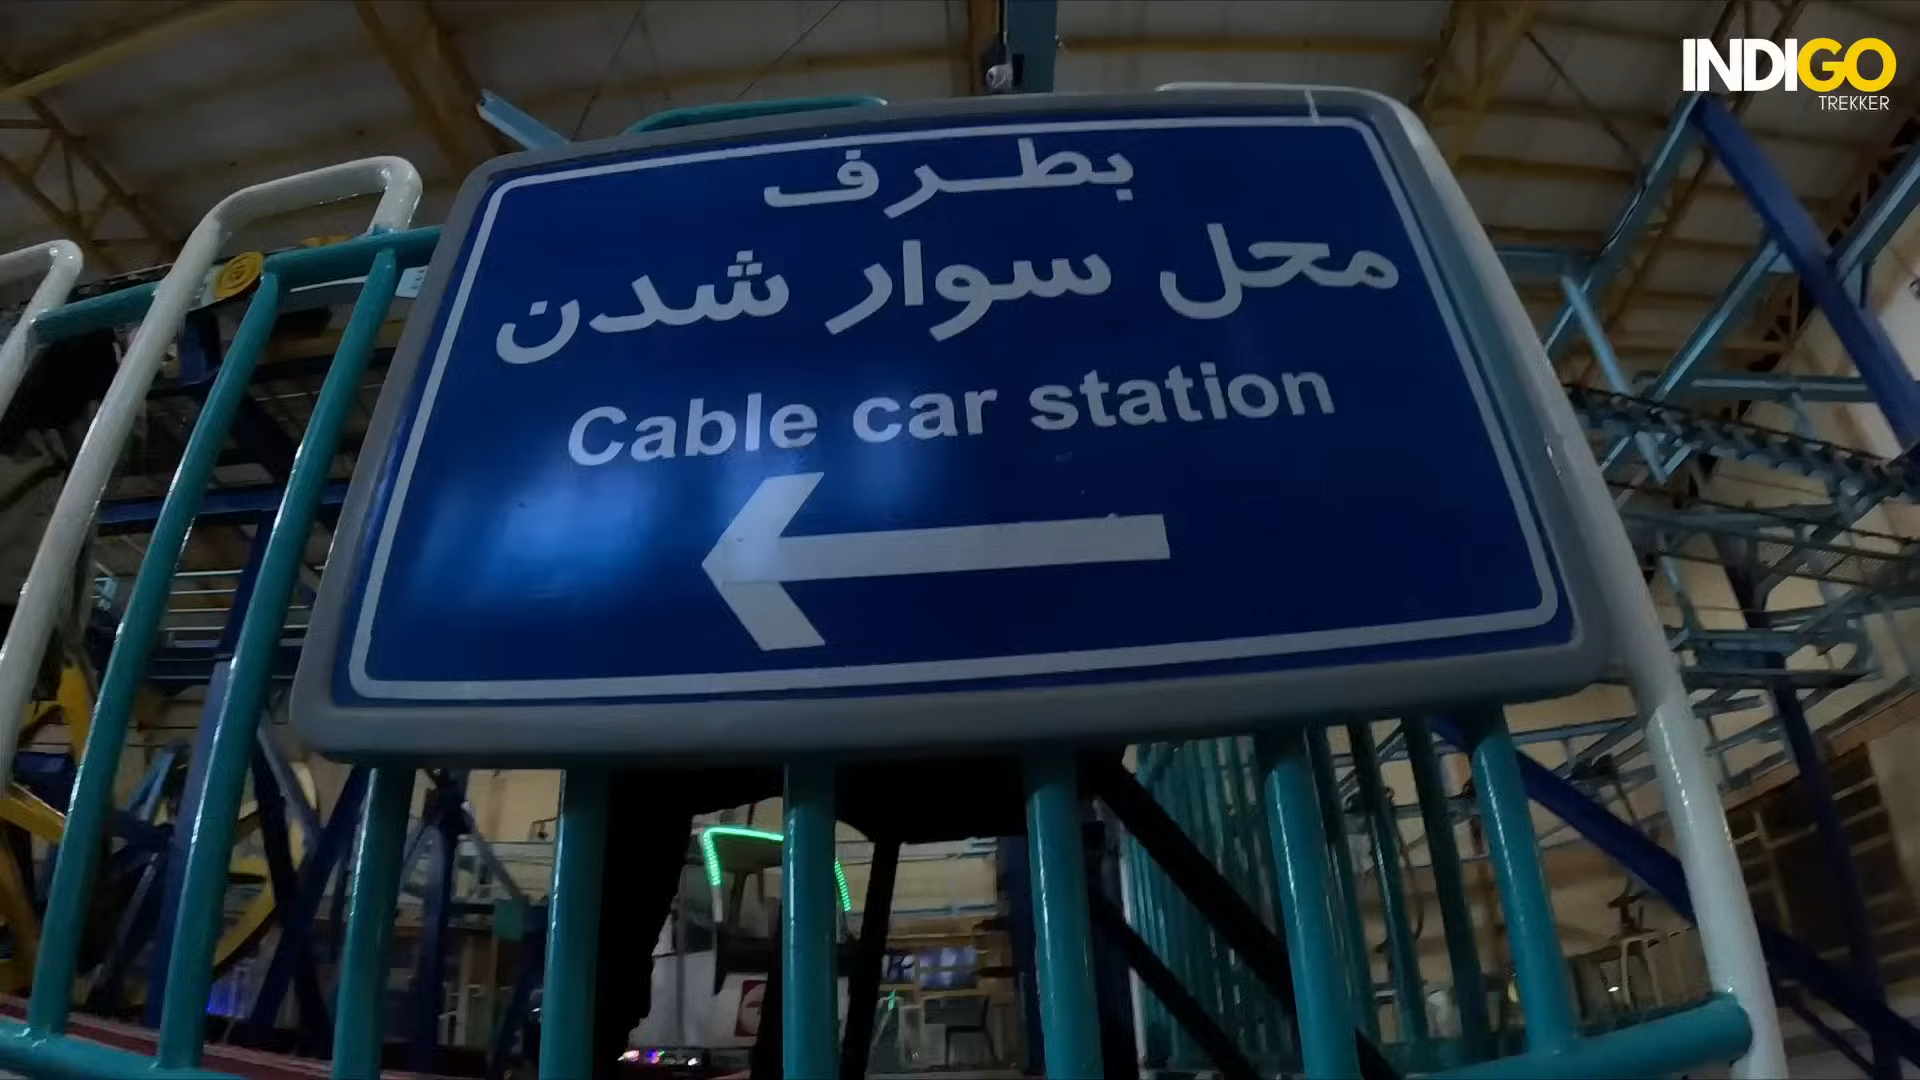 INDIGO
TREKKER
بطرف
محل سوار شدن
Cable car station